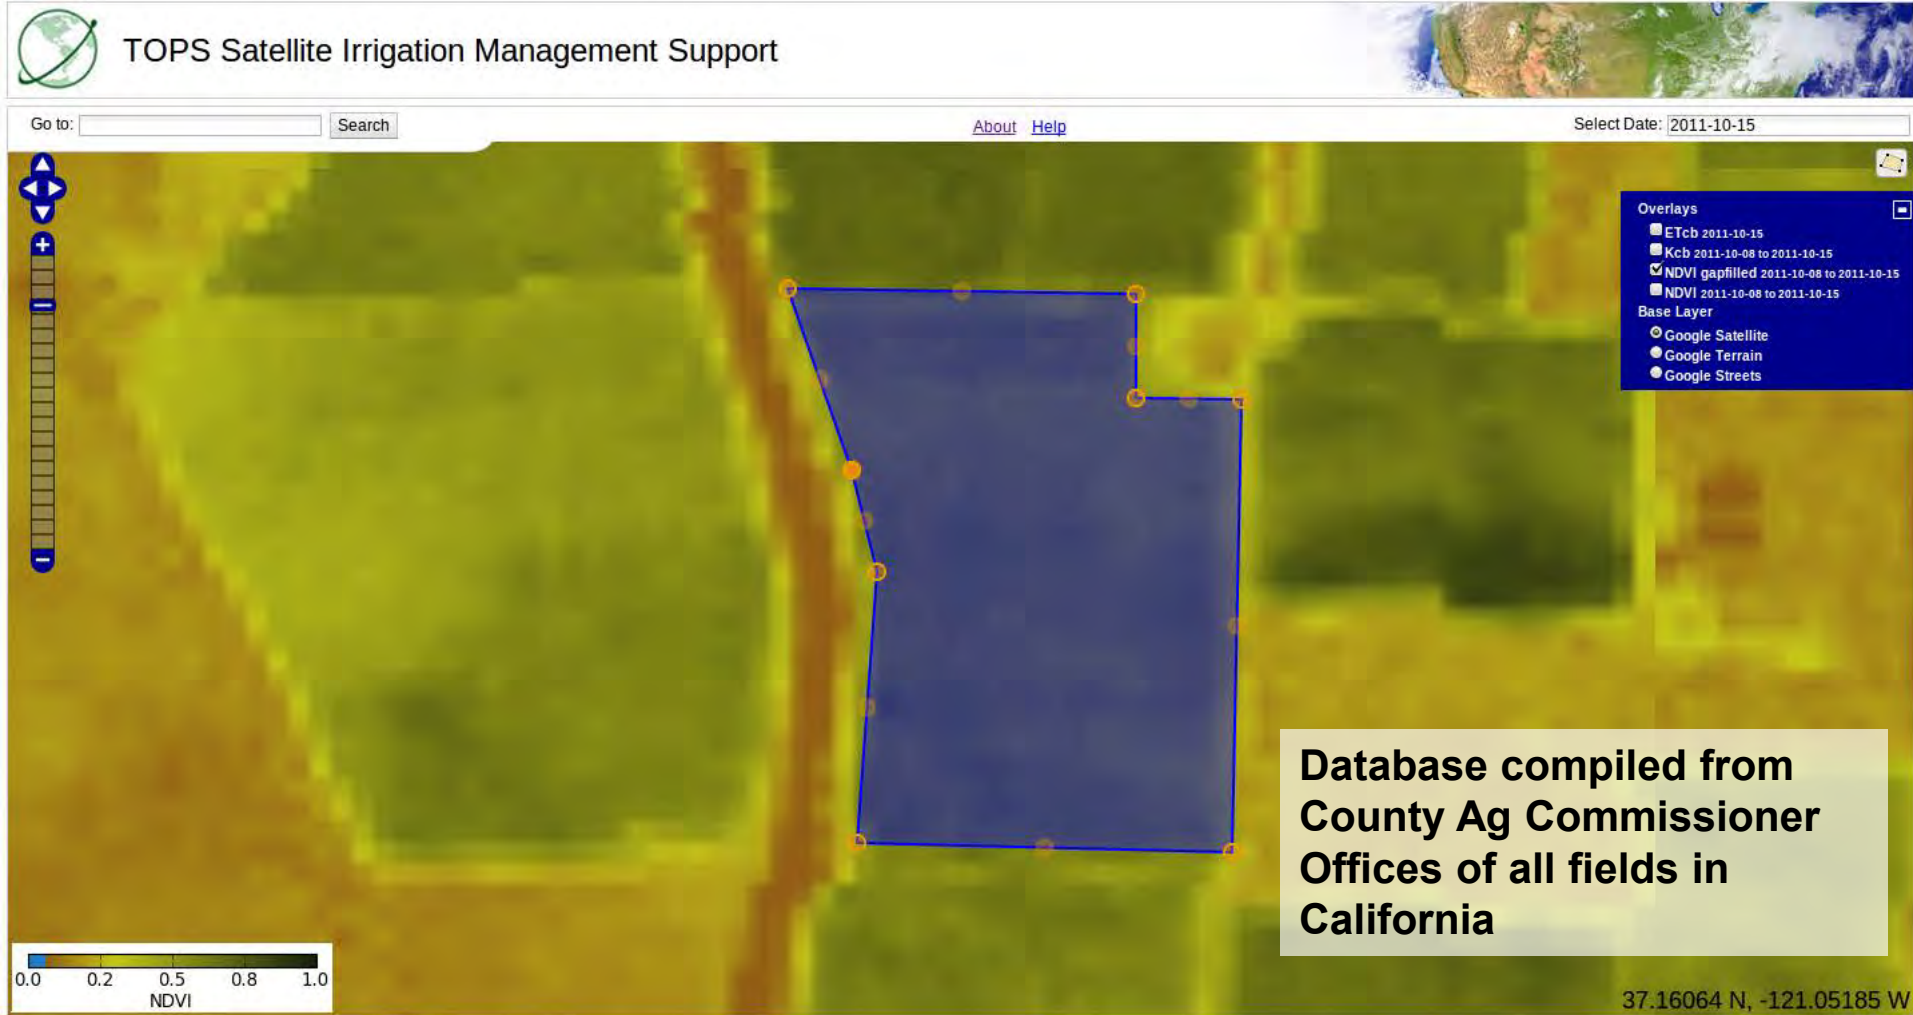 TOPS Satellite Irrigation Management Support
Go to:
Search
About Help
Select Date: 2011-10-15
Overlays
ETcb 2011-10-15
Kcb 2011-10-08 to 2011-10-15
NDVI gapfilled 2011-10-08 to 2011-10-15
NDVI 2011-10-08 to 2011-10-15
Base Layer
Google Satellite
Google Terrain
Google Streets
Database compiled from
County Ag Commissioner
Offices of all fields in
California
0.0 0.2 0.5 0.8 1.0
NDVI
37.16064 N, -121.05185 W